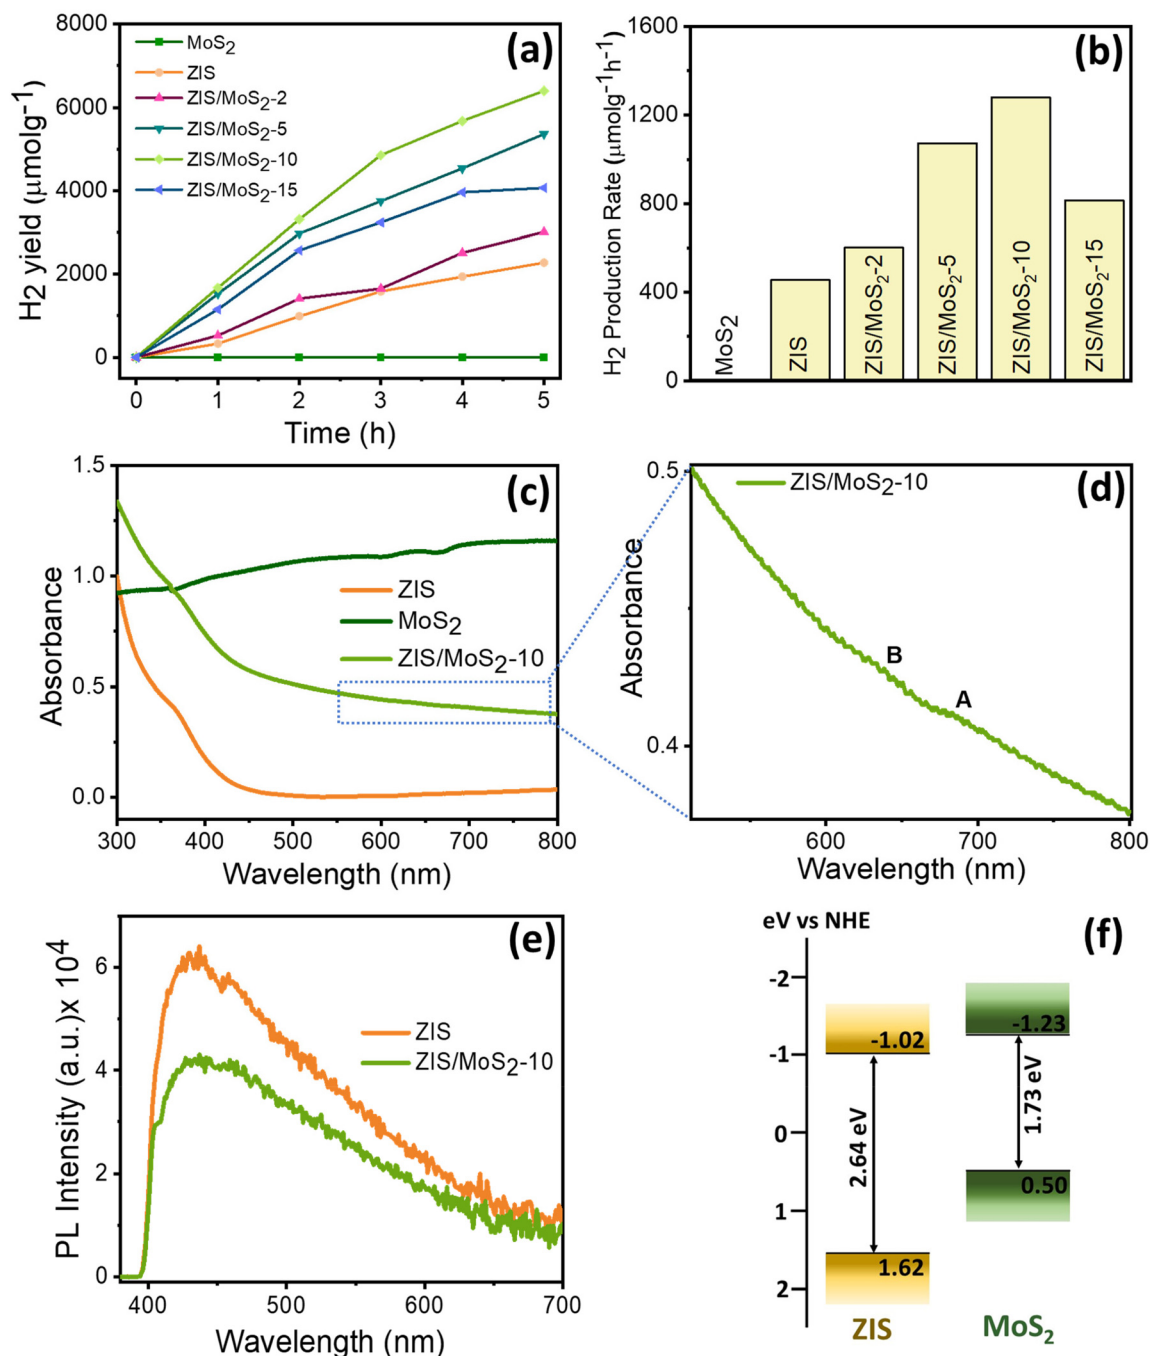 (a)
MoS2
ZIS
ZIS/MoS2-2
ZIS/MoS2-5
ZIS/MoS2-10
ZIS/MoS2-15
H2 yield (μmolg-1)
8000
6000
4000
2000
0
0 1 2 3 4 5
Time (h)
(b)
H2 Production Rate (μmolg-1h-1)
1600
1200
800
400
0
MoS2
ZIS
ZIS/MoS2-2
ZIS/MoS2-5
ZIS/MoS2-10
ZIS/MoS2-15
(c)
Absorbance
1.5
1.0
0.5
0.0
ZIS
MoS2
ZIS/MoS2-10
300 400 500 600 700 800
Wavelength (nm)
(d)
ZIS/MoS2-10
Absorbance
0.5
0.4
B
A
600 700 800
Wavelength (nm)
(e)
PL Intensity (a.u.)x 10^4
6
4
2
0
ZIS
ZIS/MoS2-10
400 500 600 700
Wavelength (nm)
eV vs NHE
(f)
-2
-1
0
1
2
-1.02
2.64 eV
1.62
ZIS
-1.23
1.73 eV
0.50
MoS2